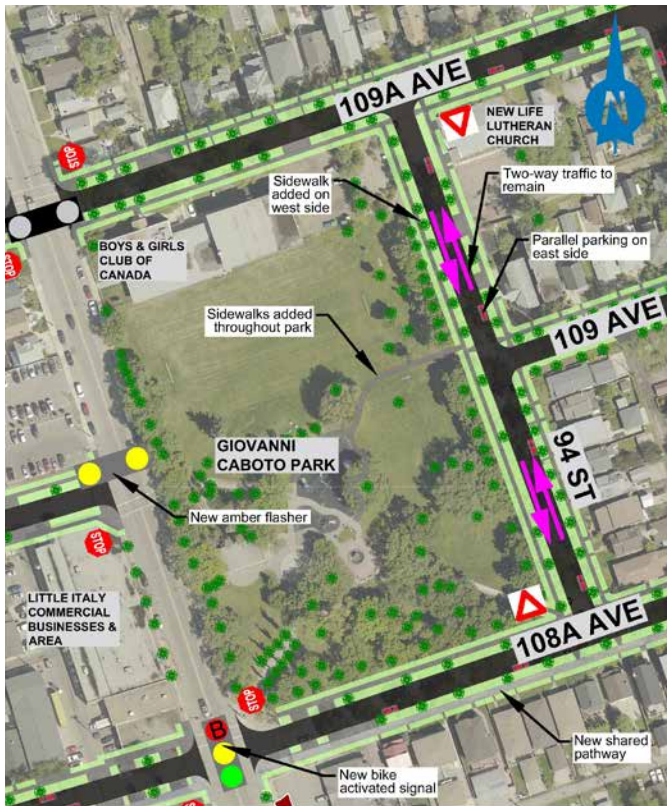 109A AVE
N
STOP
NEW LIFE
LUTHERAN
CHURCH
Sidewalk
added on
west side
Two-way traffic to
remain
Parallel parking on
east side
BOYS & GIRLS
CLUB OF
CANADA
STOP
Sidewalks added
throughout park
109 AVE
GIOVANNI
CABOTO PARK
94 ST
New amber flasher
STOP
LITTLE ITALY
COMMERCIAL
BUSINESSES &
AREA
108A AVE
STOP
B
New shared
pathway
New bike
activated signal